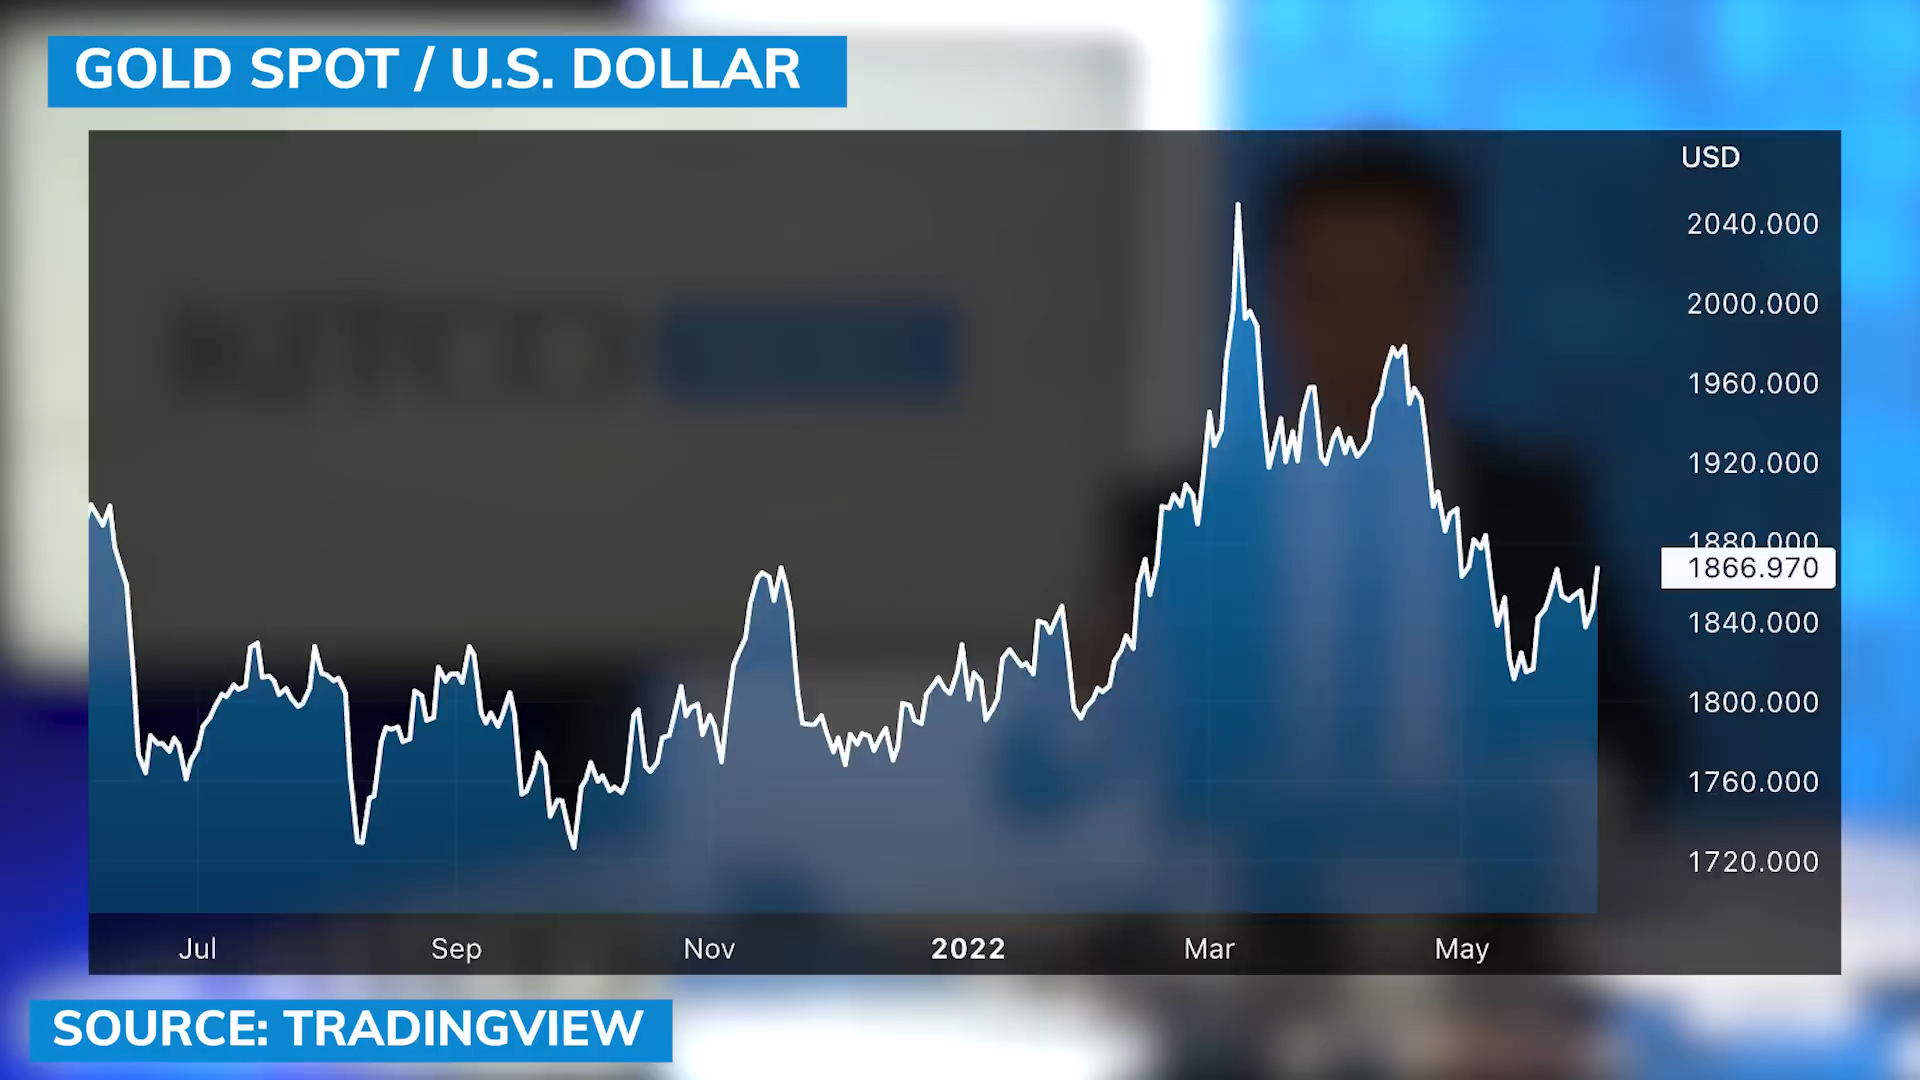 GOLD SPOT / U.S. DOLLAR
USD
2040.000
2000.000
1960.000
1920.000
1880.000
1866.970
1840.000
1800.000
1760.000
1720.000
Jul Sep Nov 2022 Mar May
SOURCE: TRADINGVIEW